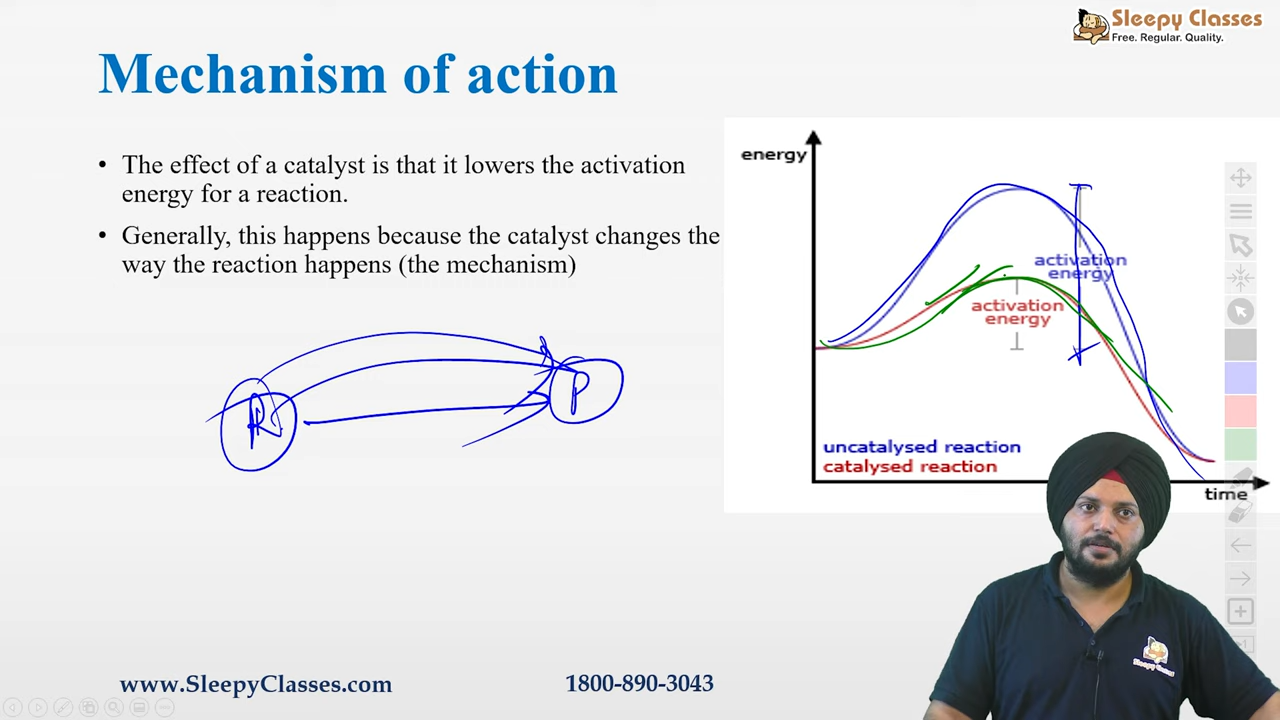 Sleepy Classes
Free. Regular. Quality.
Mechanism of action
• The effect of a catalyst is that it lowers the activation
energy for a reaction.
• Generally, this happens because the catalyst changes the
way the reaction happens (the mechanism)
R
P
energy
activation
energy
activation
energy
uncatalysed reaction
catalysed reaction
time
www.SleepyClasses.com
1800-890-3043